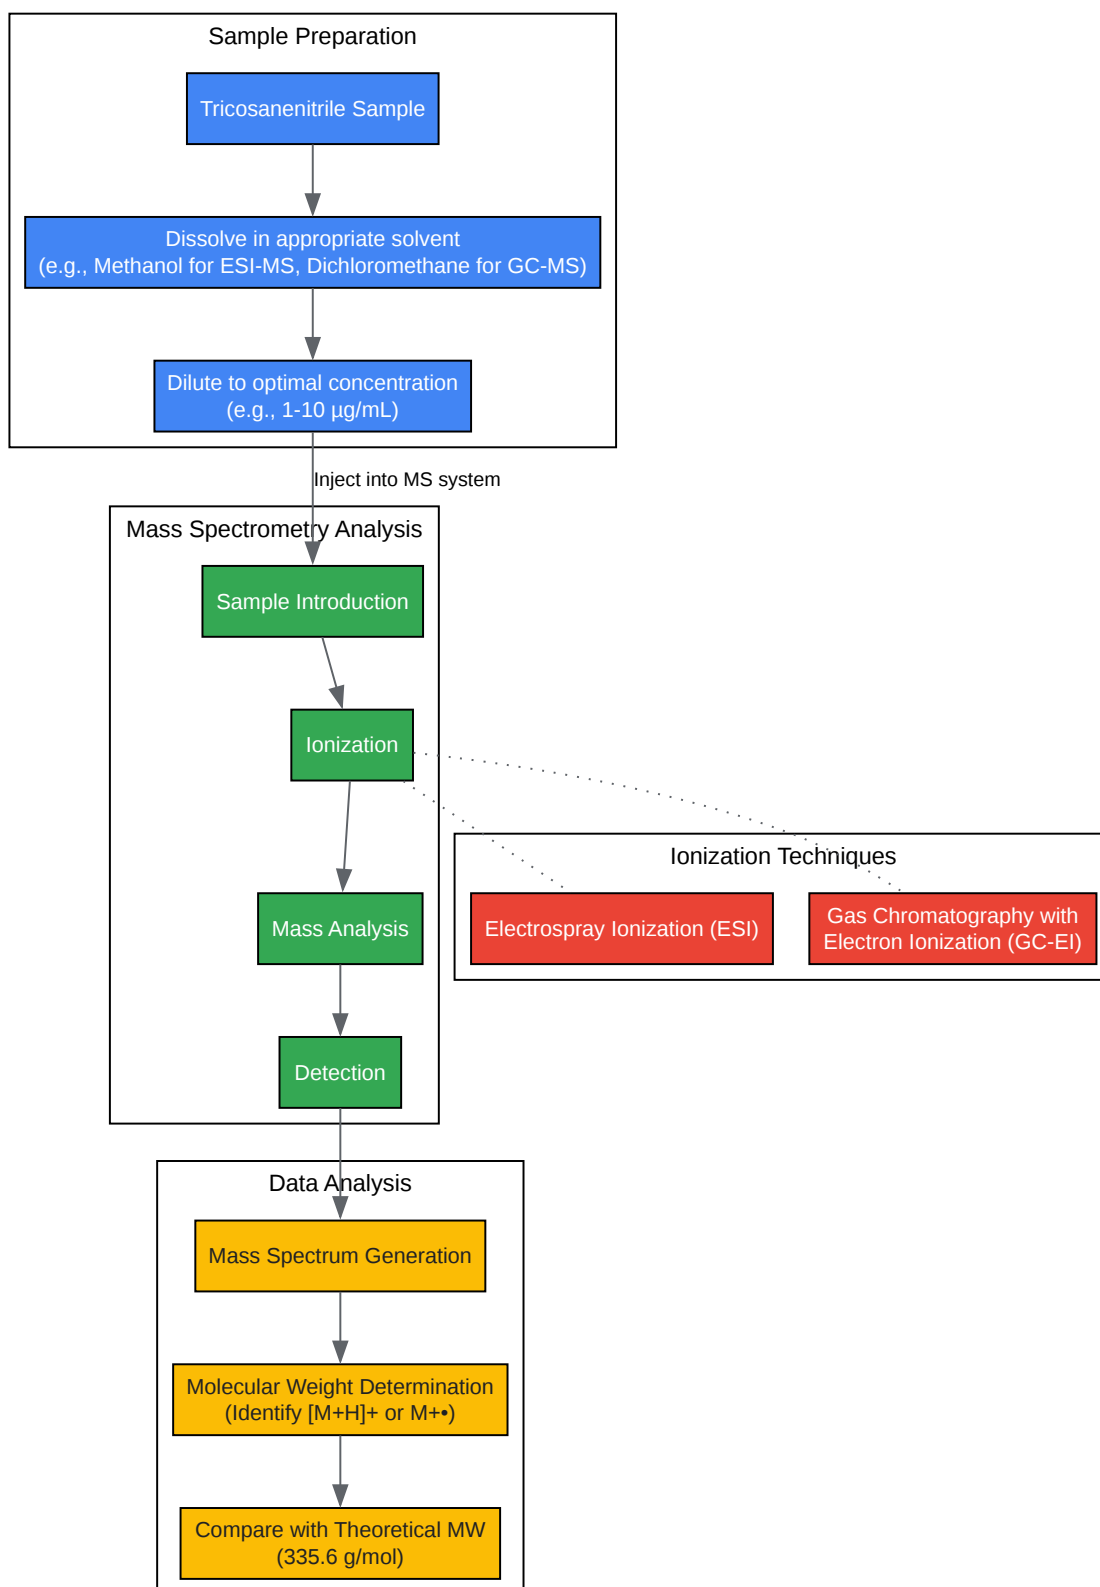 Sample Preparation
Tricosanenitrile Sample
Dissolve in appropriate solvent
(e.g., Methanol for ESI-MS, Dichloromethane for GC-MS)
Dilute to optimal concentration
(e.g., 1-10 µg/mL)
Inject into MS system
Mass Spectrometry Analysis
Sample Introduction
Ionization
Ionization Techniques
Mass Analysis
Electrospray Ionization (ESI)
Gas Chromatography with
Electron Ionization (GC-EI)
Detection
Data Analysis
Mass Spectrum Generation
Molecular Weight Determination
(Identify [M+H]+ or M+•)
Compare with Theoretical MW
(335.6 g/mol)